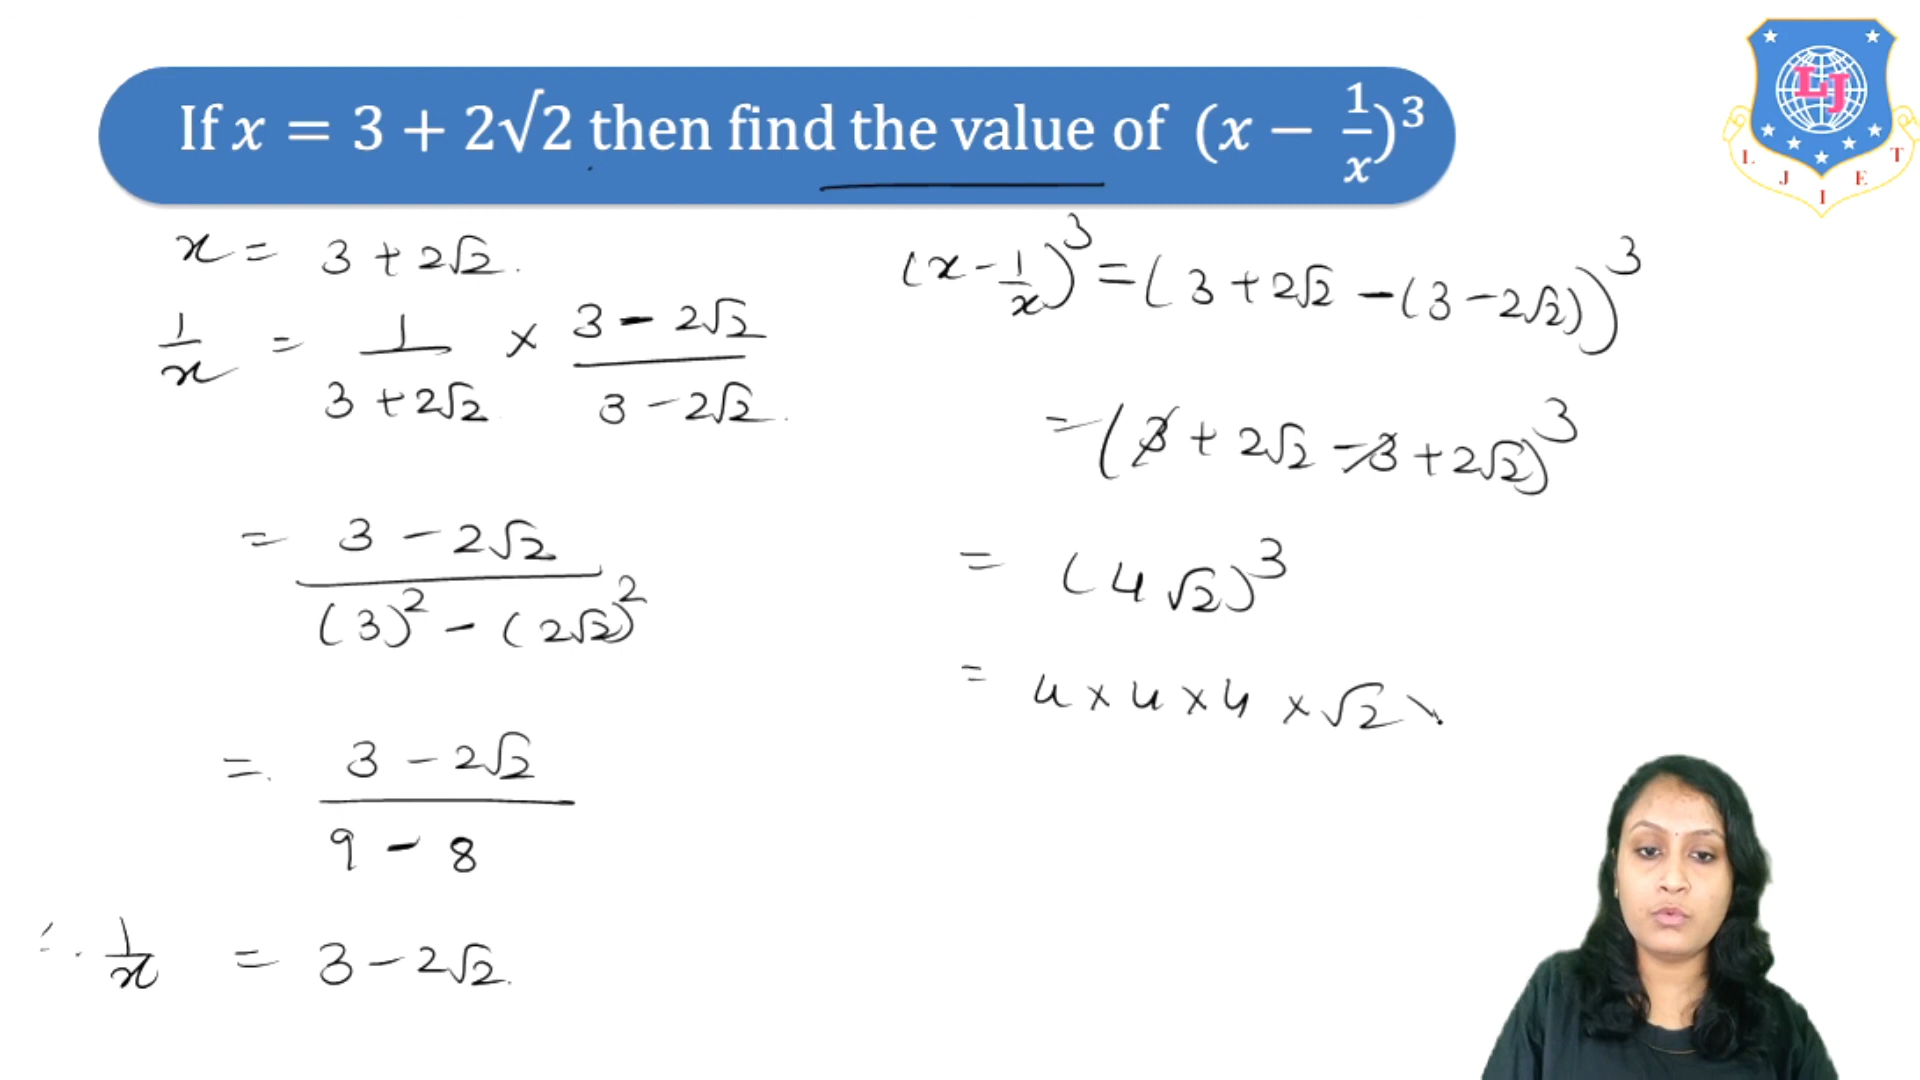 If x = 3 + 2√2 then find the value of (x − 1/x)³
L J I E T
LJ
x = 3 + 2√2.
1/x = 1/(3 + 2√2) × (3 − 2√2)/(3 − 2√2).
= (3 − 2√2)/((3)² − (2√2)²)
=. (3 − 2√2)/(9 − 8)
∴ 1/x = 3 − 2√2.
(x − 1/x)³ = (3 + 2√2 − (3 − 2√2))³
= (3 + 2√2 − 3 + 2√2)³
= (4√2)³
= 4 × 4 × 4 × √2